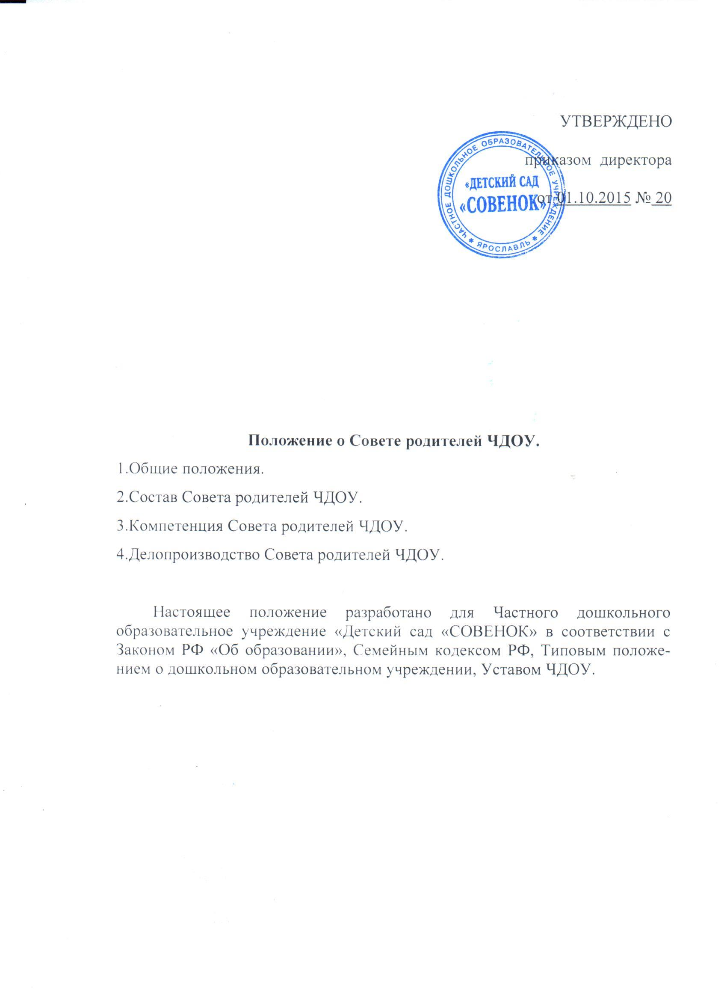 УТВЕРЖДЕНО
приказом директора
от 01.10.2015 № 20
ЧАСТНОЕ ДОШКОЛЬНОЕ ОБРАЗОВАТЕЛЬНОЕ УЧРЕЖДЕНИЕ
* ЯРОСЛАВЛЬ *
«ДЕТСКИЙ САД
«СОВЕНОК»
Положение о Совете родителей ЧДОУ.
1.Общие положения.
2.Состав Совета родителей ЧДОУ.
3.Компетенция Совета родителей ЧДОУ.
4.Делопроизводство Совета родителей ЧДОУ.
Настоящее положение разработано для Частного дошкольного
образовательное учреждение «Детский сад «СОВЕНОК» в соответствии с
Законом РФ «Об образовании», Семейным кодексом РФ, Типовым положе-
нием о дошкольном образовательном учреждении, Уставом ЧДОУ.